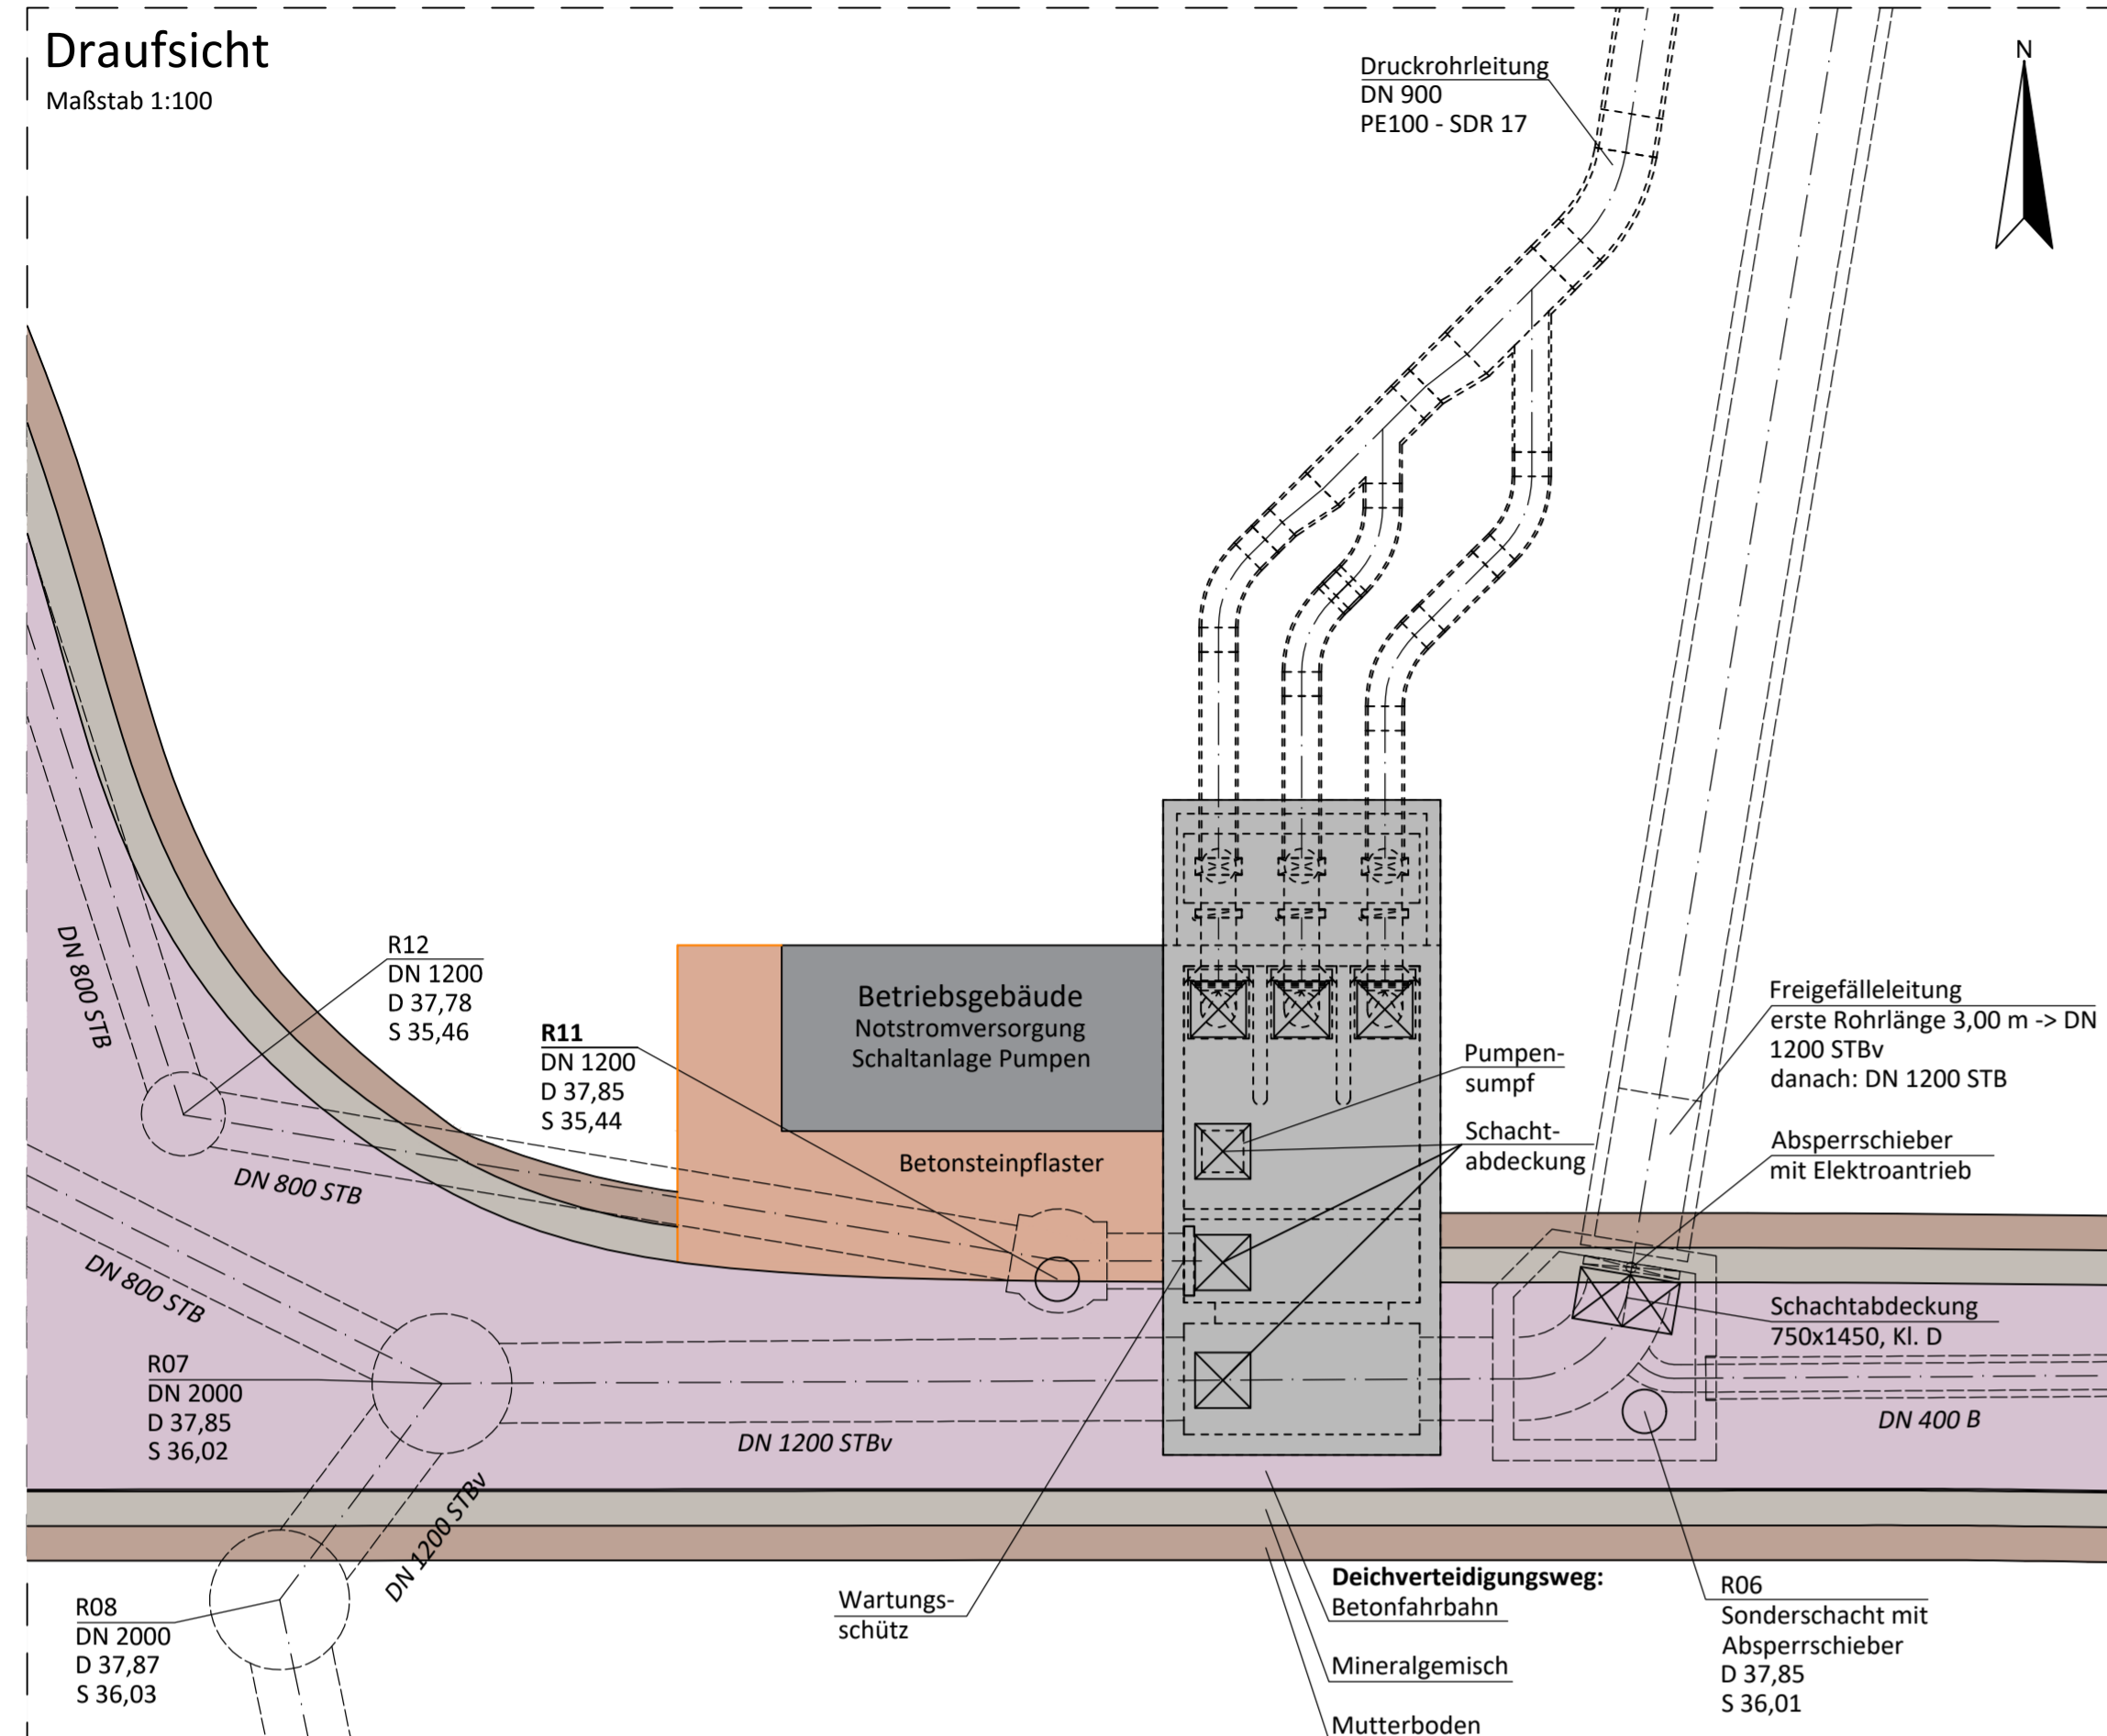 Draufsicht
Maßstab 1:100
Druckrohrleitung
DN 900
PE100 - SDR 17
N
DN 800 STB
R12
DN 1200
D 37,78
S 35,46
R11
DN 1200
D 37,85
S 35,44
Betriebsgebäude
Notstromversorgung
Schaltanlage Pumpen
Betonsteinpflaster
Pumpen-
sumpf
Schacht-
abdeckung
Freigefälleleitung
erste Rohrlänge 3,00 m -> DN
1200 STBv
danach: DN 1200 STB
Absperrschieber
mit Elektroantrieb
Schachtabdeckung
750x1450, Kl. D
DN 800 STB
DN 800 STB
R07
DN 2000
D 37,85
S 36,02
DN 1200 STBv
DN 400 B
DN 1200 STBv
R08
DN 2000
D 37,87
S 36,03
Wartungs-
schütz
Deichverteidigungsweg:
Betonfahrbahn
Mineralgemisch
Mutterboden
R06
Sonderschacht mit
Absperrschieber
D 37,85
S 36,01